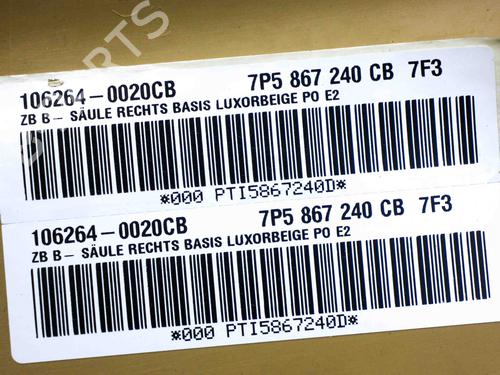 PARTS
106264-0020CB 7P5 867 240 CB 7F3
ZB B- SÄULE RECHTS BASIS LUXORBEIGE PO E2
*000 PTI5867240D*
106264-0020CB 7P5 867 240 CB 7F3
ZB B- SÄULE RECHTS BASIS LUXORBEIGE PO E2
*000 PTI5867240D*